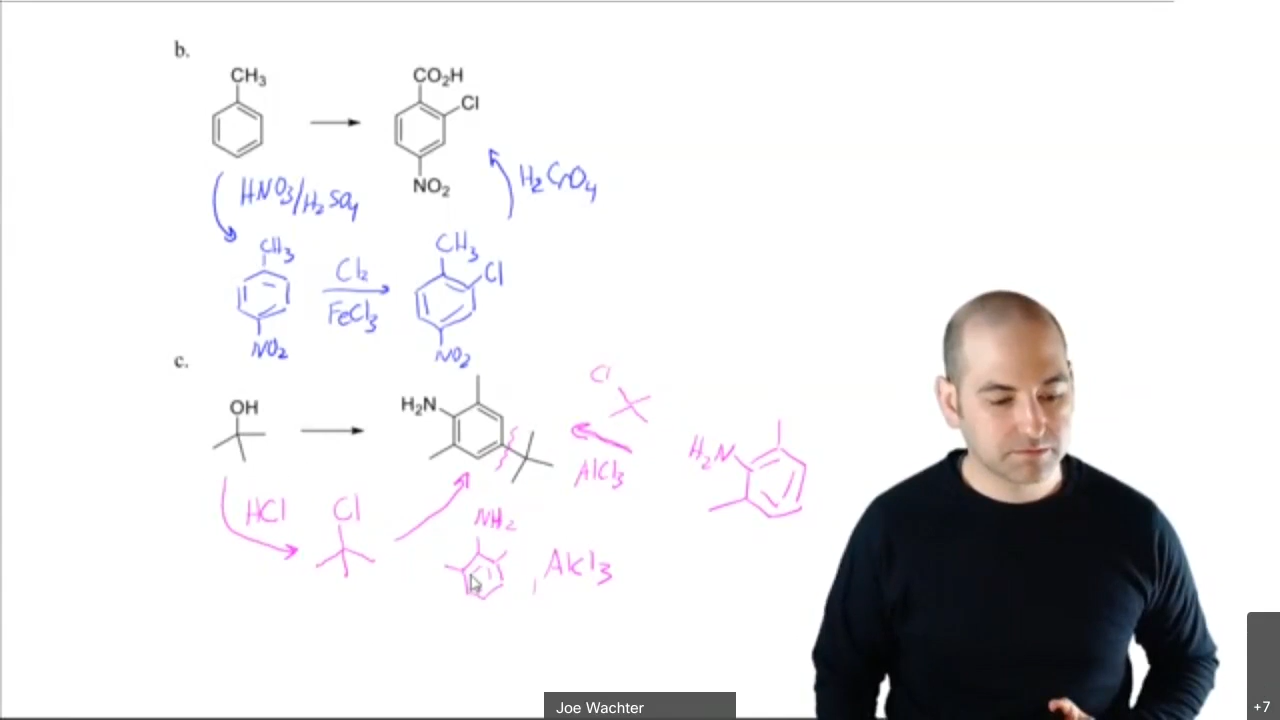 b.
CH3
CO2H
Cl
NO2
HNO3/H2SO4
H2CrO4
CH3
Cl2
FeCl3
CH3
Cl
NO2
NO2
c.
OH
H2N
Cl
AlCl3
H2N
HCl
Cl
NH2
, AlCl3
Joe Wachter
+7